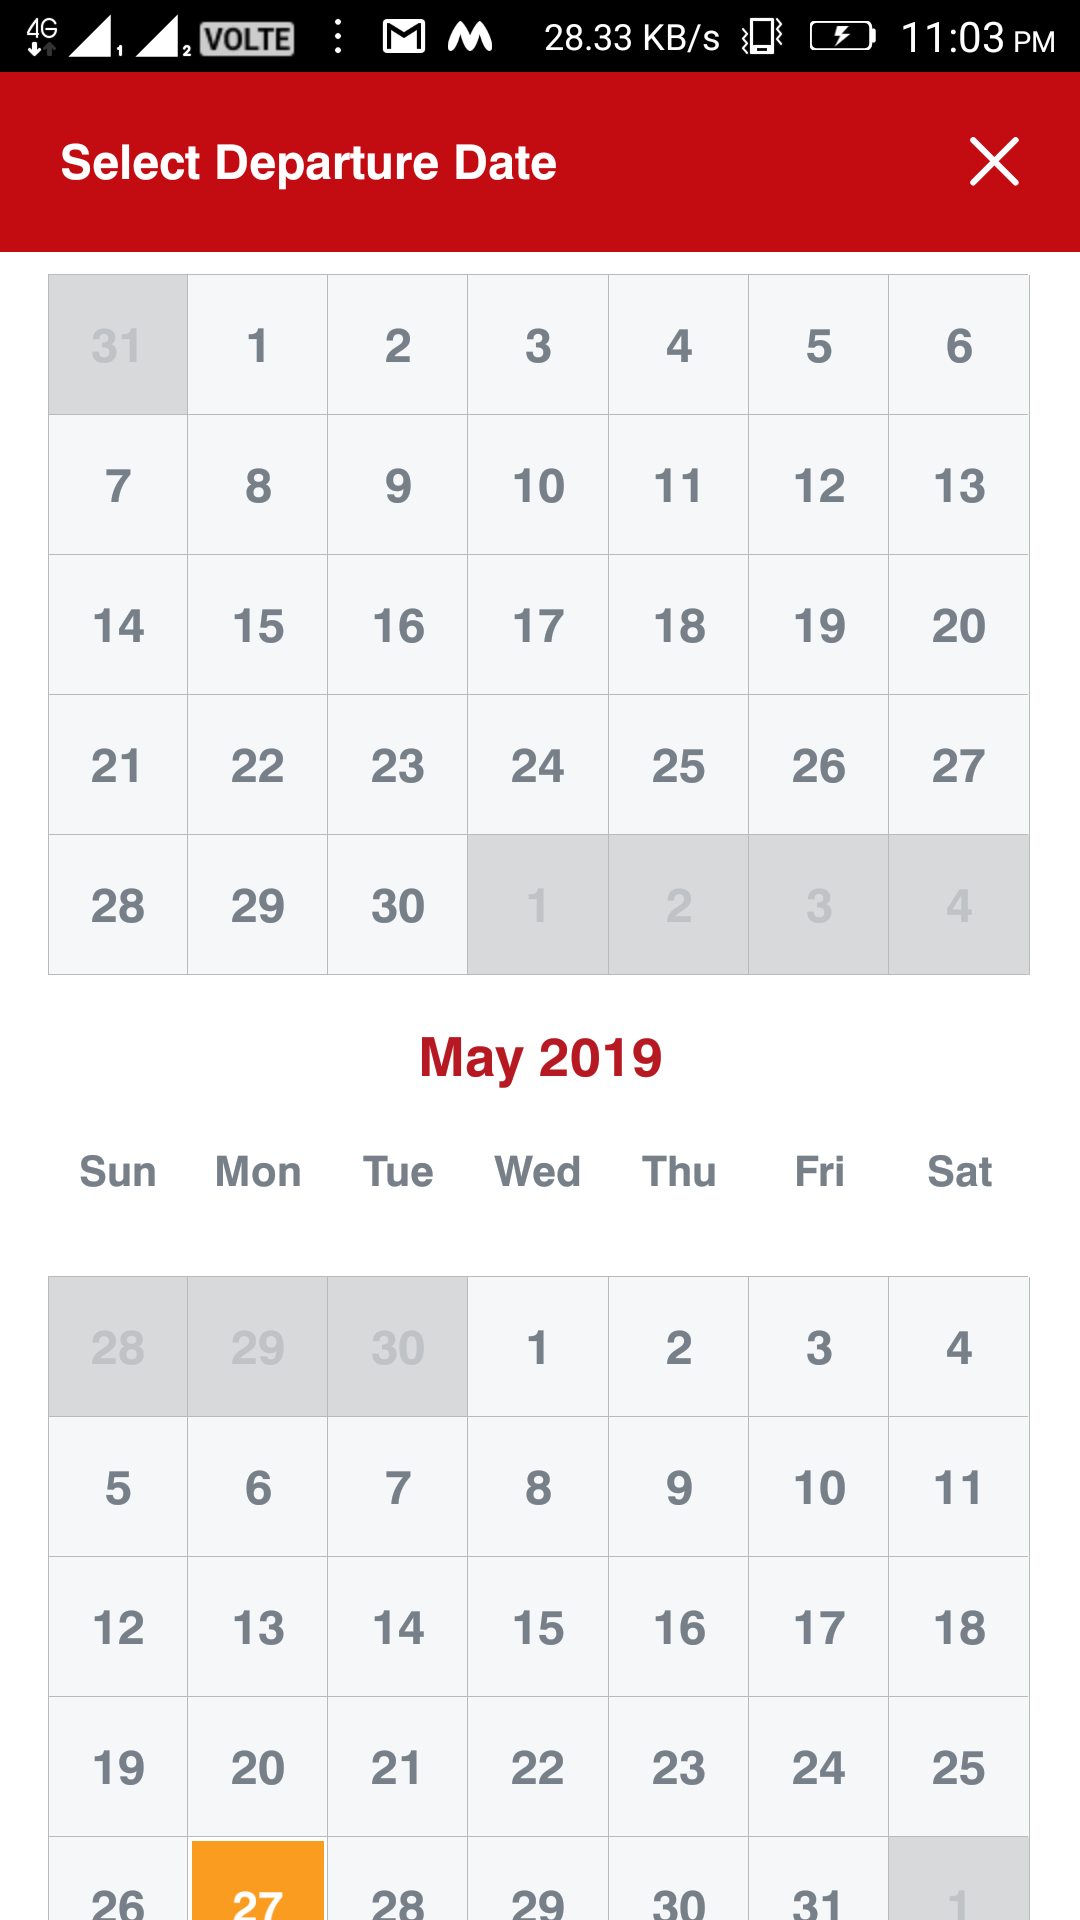 4G 1 2 VOLTE 28.33 KB/s 11:03 PM
Select Departure Date
31 1 2 3 4 5 6
7 8 9 10 11 12 13
14 15 16 17 18 19 20
21 22 23 24 25 26 27
28 29 30 1 2 3 4
May 2019
Sun Mon Tue Wed Thu Fri Sat
28 29 30 1 2 3 4
5 6 7 8 9 10 11
12 13 14 15 16 17 18
19 20 21 22 23 24 25
26 27 28 29 30 31 1